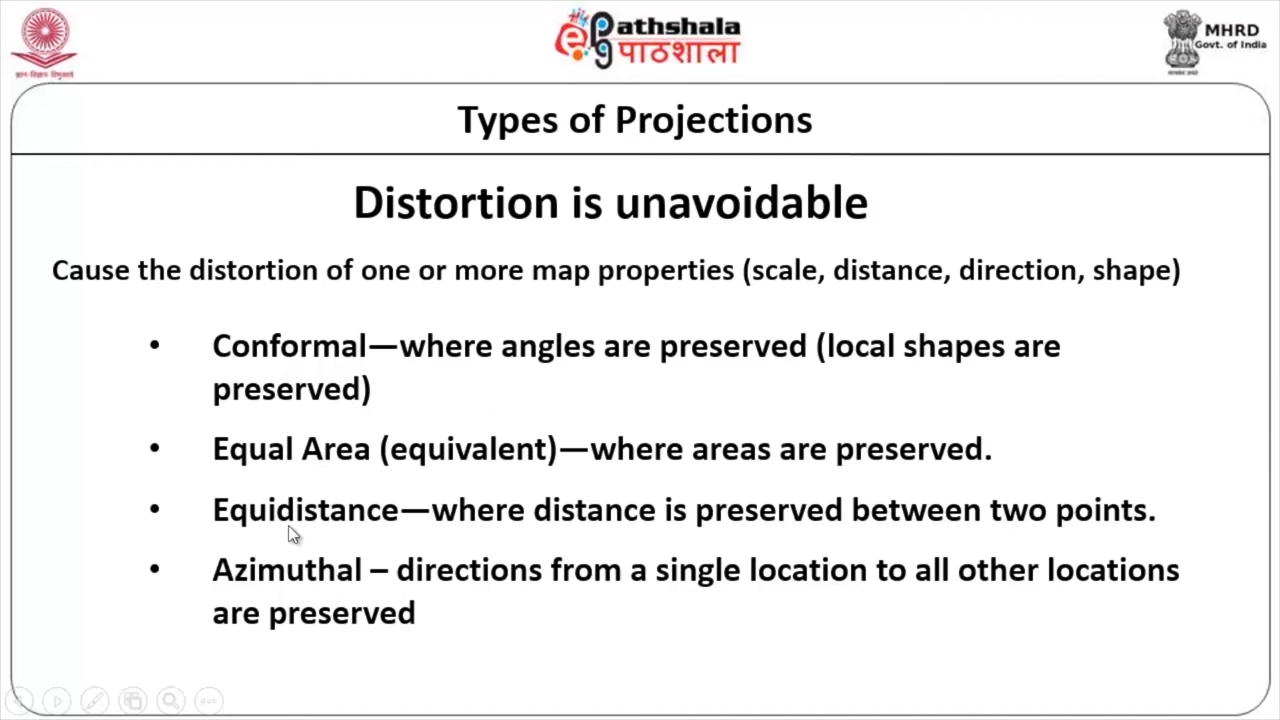 ज्ञान-विज्ञान विमुक्तये
ePathshala
पाठशाला
MHRD
Govt. of India
Types of Projections
Distortion is unavoidable
Cause the distortion of one or more map properties (scale, distance, direction, shape)
• Conformal—where angles are preserved (local shapes are
preserved)
• Equal Area (equivalent)—where areas are preserved.
• Equidistance—where distance is preserved between two points.
• Azimuthal – directions from a single location to all other locations
are preserved